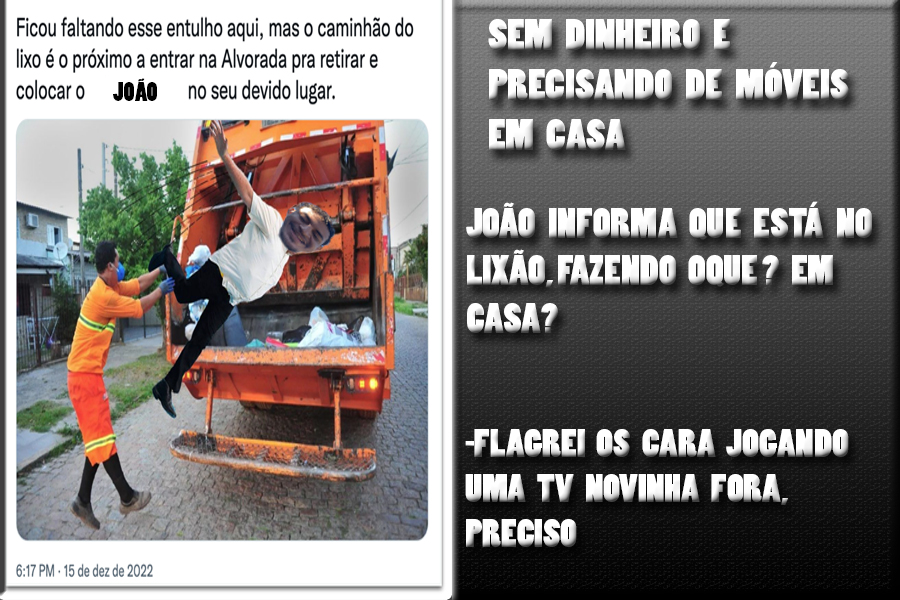 Ficou faltando esse entulho aqui, mas o caminhão do
lixo é o próximo a entrar na Alvorada pra retirar e
colocar o JOÃO no seu devido lugar.
6:17 PM · 15 de dez de 2022
SEM DINHEIRO E
PRECISANDO DE MÓVEIS
EM CASA
JOÃO INFORMA QUE ESTÁ NO
LIXÃO, FAZENDO OQUE? EM
CASA?
-FLAGREI OS CARA JOGANDO
UMA TV NOVINHA FORA,
PRECISO